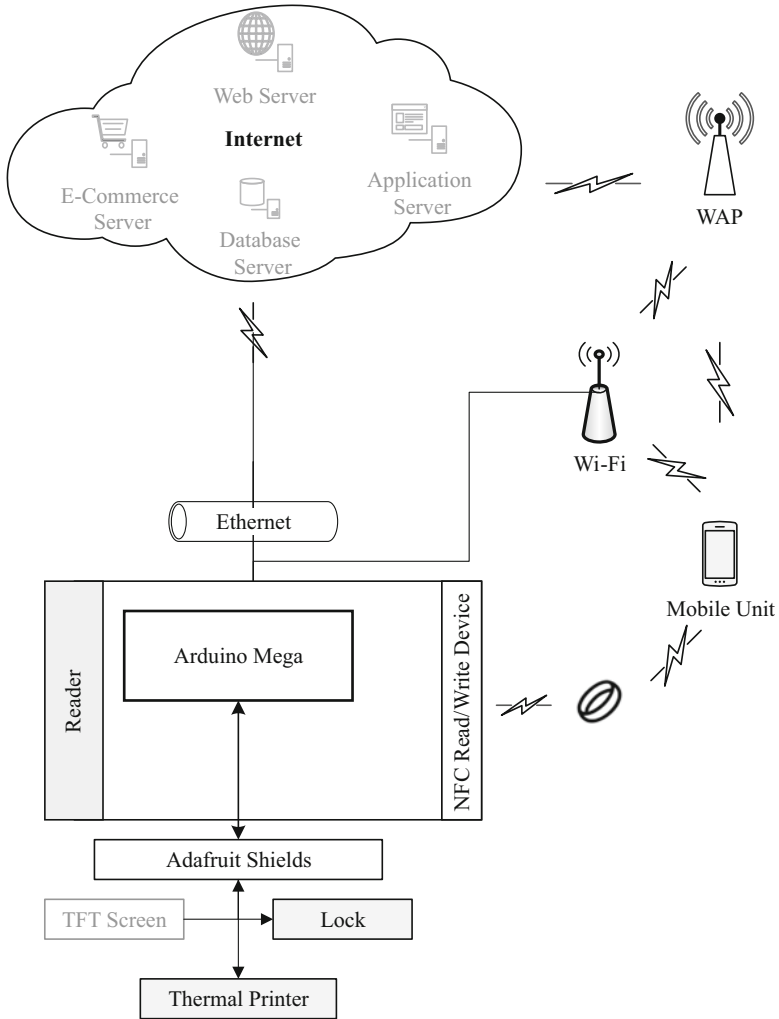 Web Server
Internet
E-Commerce
Server
Application
Server
Database
Server
WAP
Wi-Fi
Ethernet
Mobile Unit
Reader
Arduino Mega
NFC Read/Write Device
Adafruit Shields
TFT Screen
Lock
Thermal Printer